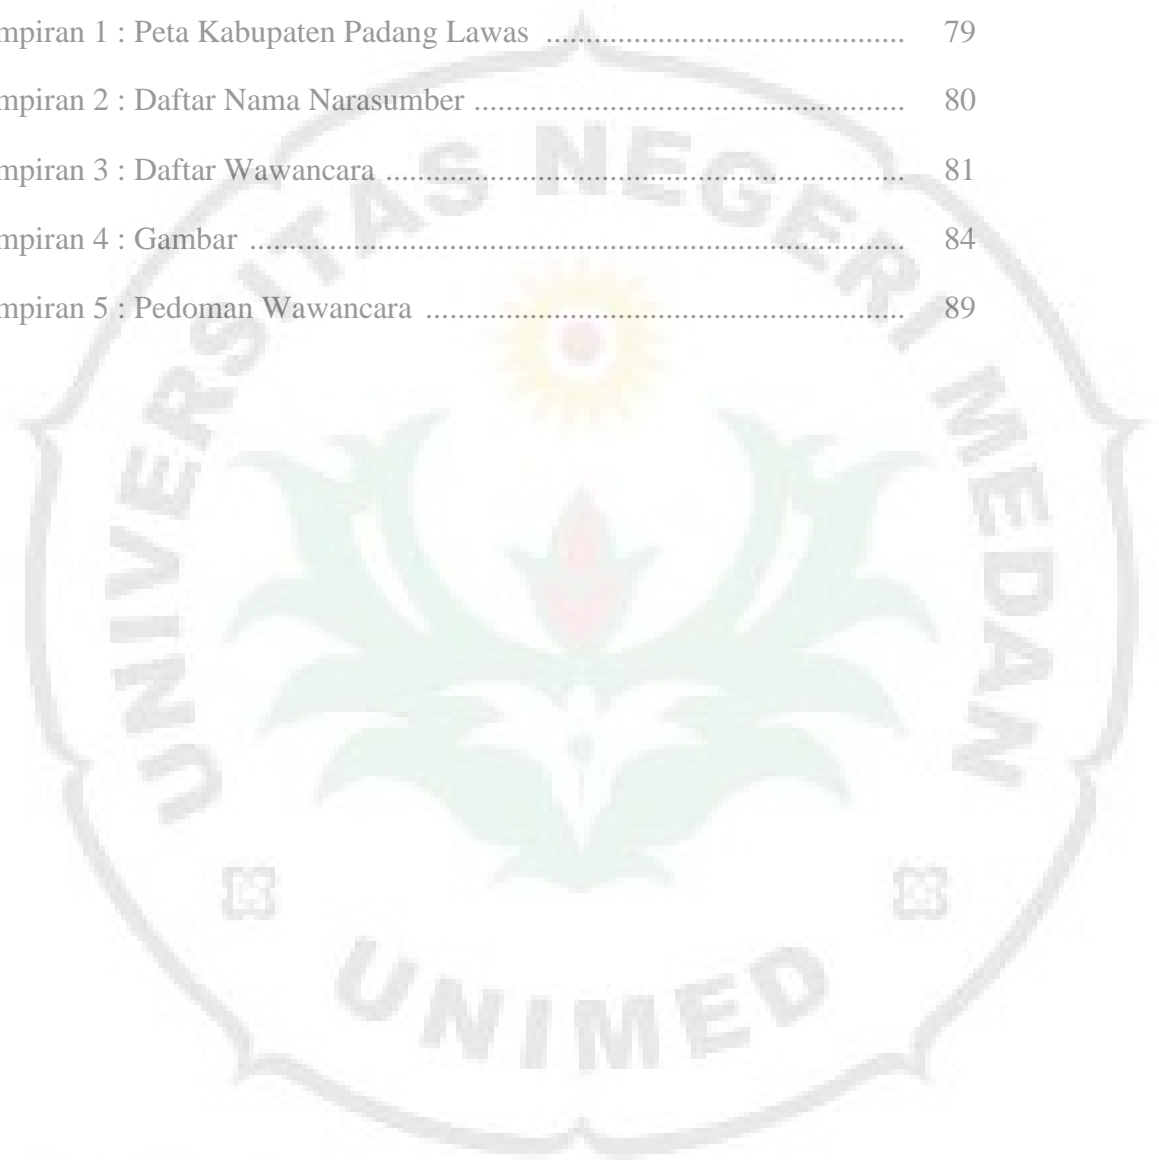 mpiran 1 : Peta Kabupaten Padang Lawas ............................................ 79
mpiran 2 : Daftar Nama Narasumber ..................................................... 80
mpiran 3 : Daftar Wawancara ................................................................ 81
mpiran 4 : Gambar ................................................................................. 84
mpiran 5 : Pedoman Wawancara ........................................................... 89
UNIVERSITAS NEGERI MEDAN
UNIMED